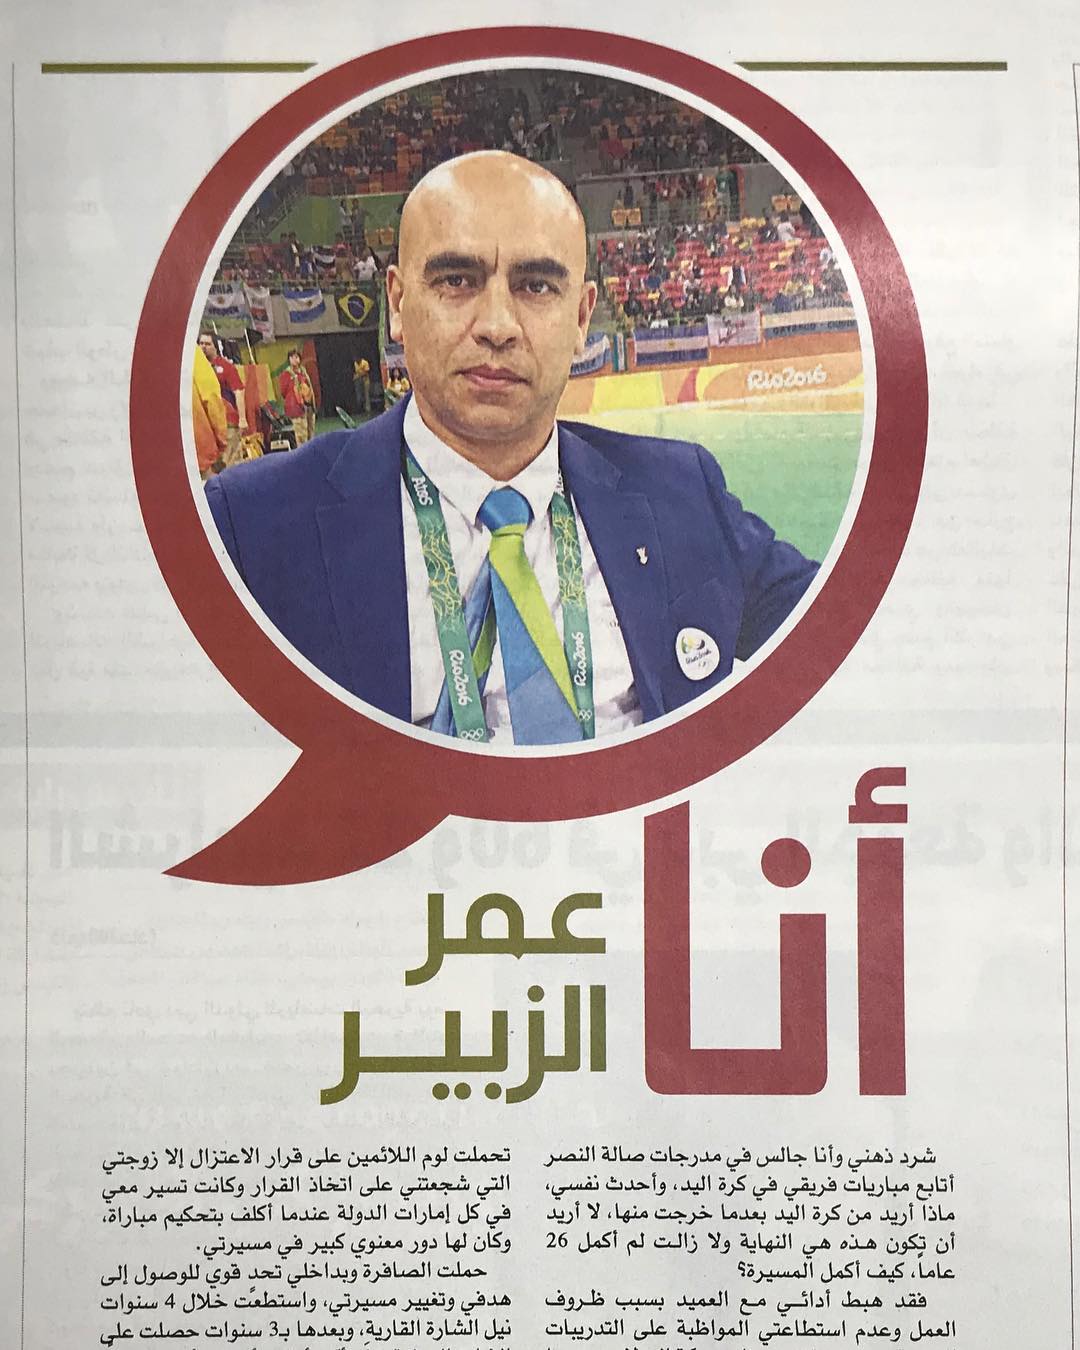 Rio2016
Rio2016
Rio2016
Rio2016
أنا
عمر
الزبير
شرد ذهني وأنا جالس في مدرجات صالة النصر
أتابع مباريات فريقي في كرة اليد، وأحدث نفسي،
ماذا أريد من كرة اليد بعدما خرجت منها، لا أريد
أن تكون هذه هي النهاية ولا زالت لم أكمل 26
عاماً، كيف أكمل المسيرة؟
فقد هبط أدائي مع العميد بسبب ظروف
العمل وعدم استطاعتي المواظبة على التدريبات
تحملت لوم اللائمين على قرار الاعتزال إلا زوجتي
التي شجعتني على اتخاذ القرار وكانت تسير معي
في كل إمارات الدولة عندما أكلف بتحكيم مباراة،
وكان لها دور معنوي كبير في مسيرتي.
حملت الصافرة وبداخلي تحدٍ قوي للوصول إلى
هدفي وتغيير مسيرتي، واستطعت خلال 4 سنوات
نيل الشارة القارية، وبعدها بـ3 سنوات حصلت على